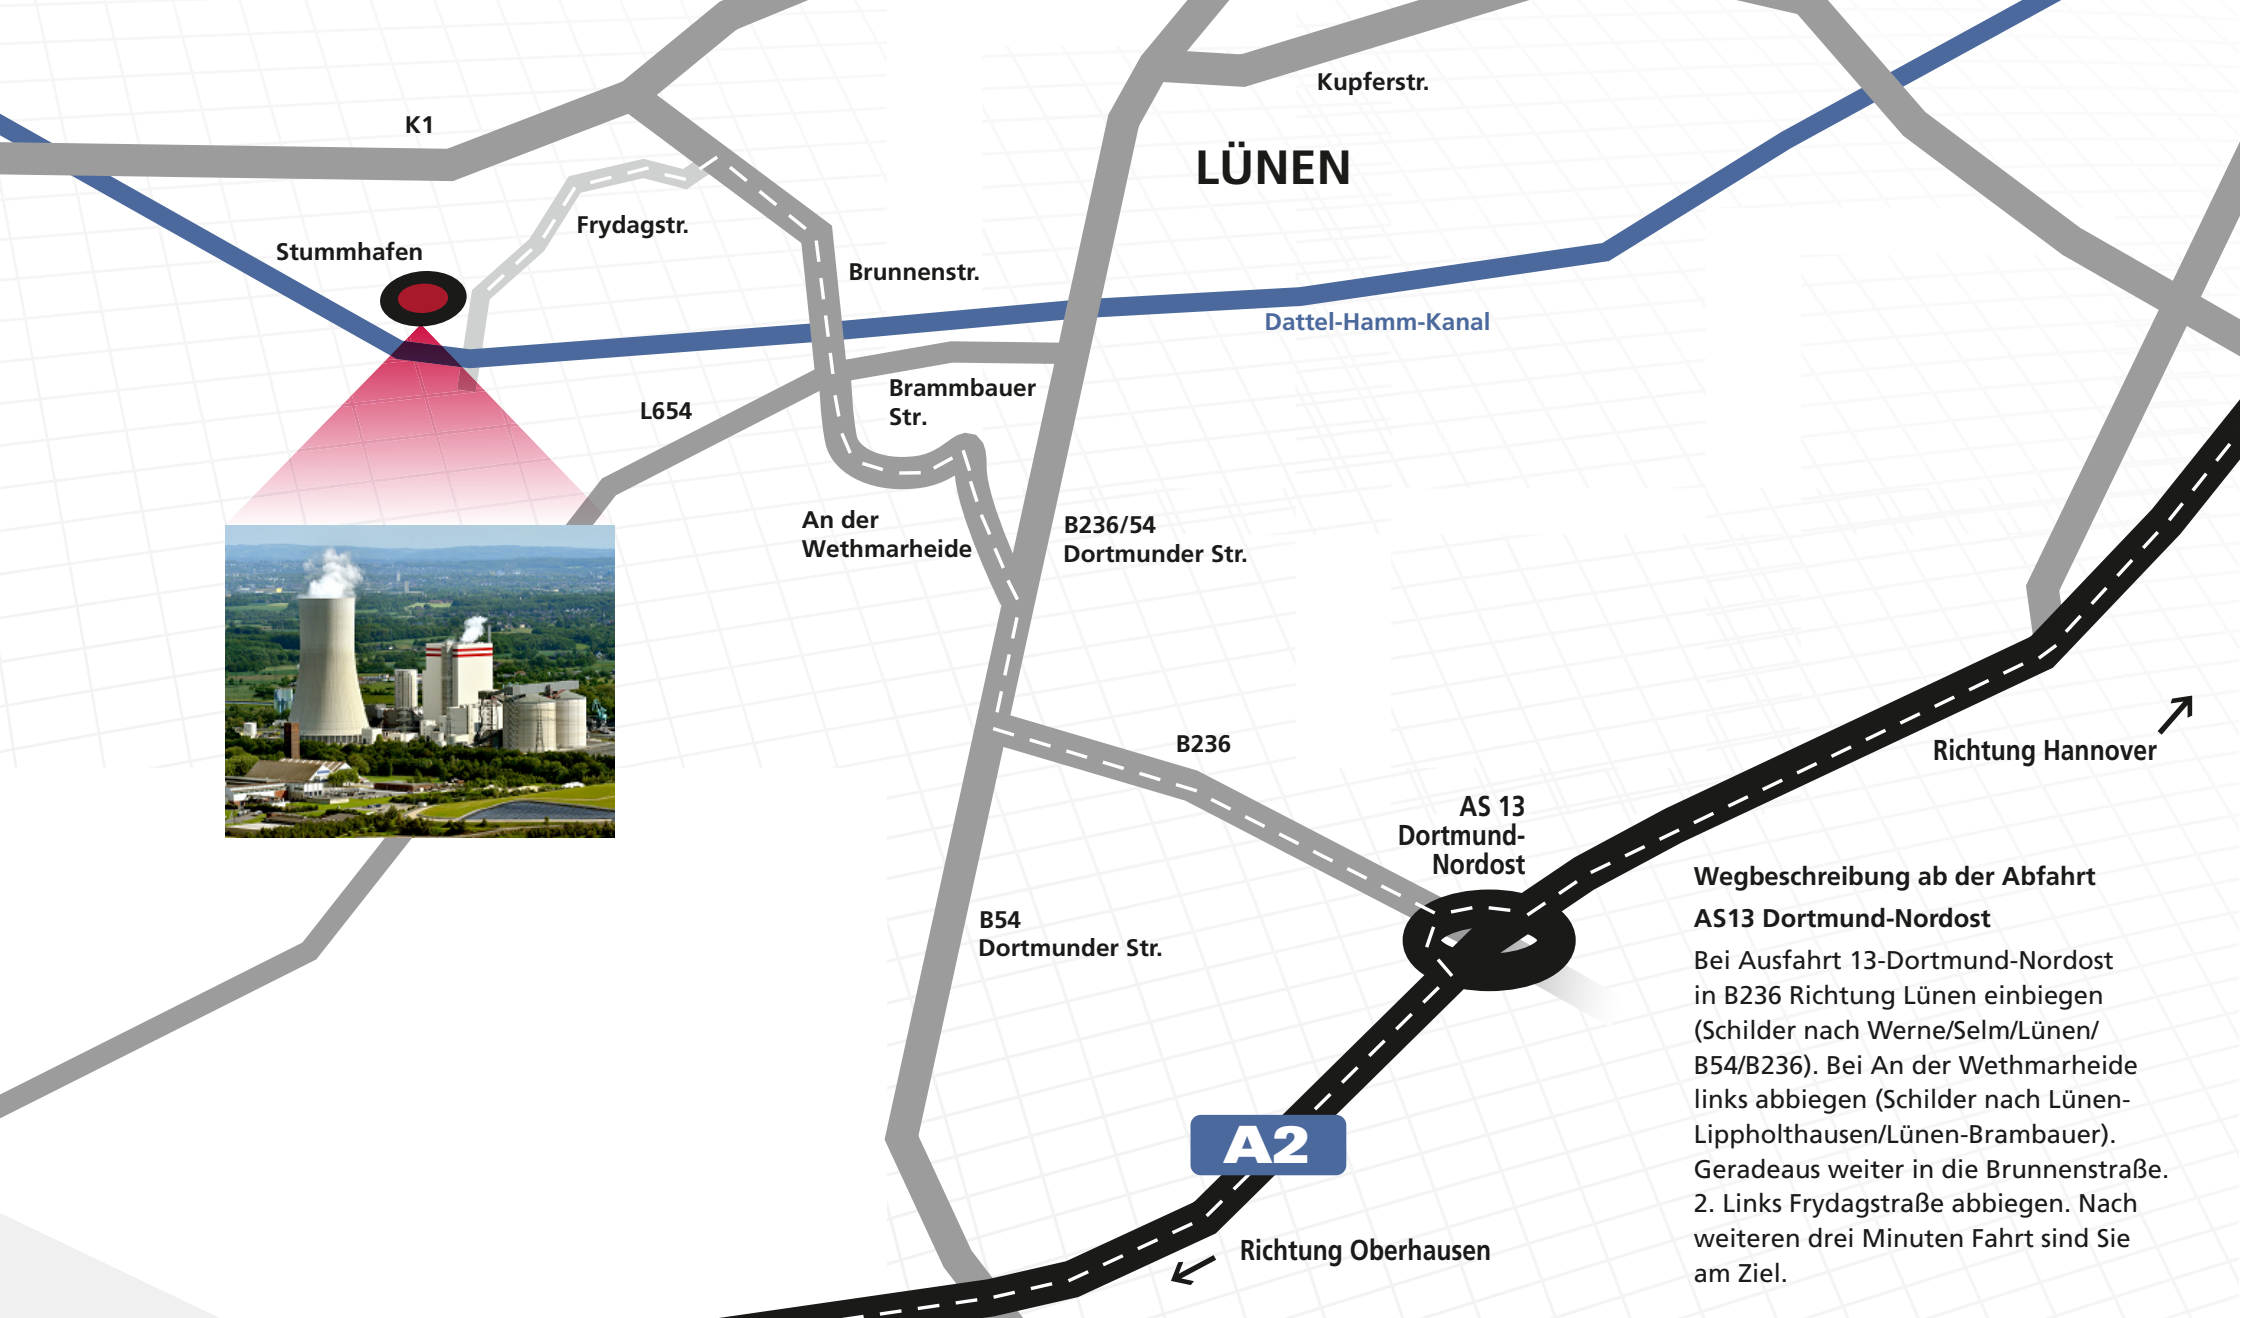 Kupferstr.
K1
LÜNEN
Frydagstr.
Stummhafen
Brunnenstr.
Dattel-Hamm-Kanal
Brammbauer
Str.
L654
An der
Wethmarheide
B236/54
Dortmunder Str.
B236
Richtung Hannover
AS 13
Dortmund-
Nordost
B54
Dortmunder Str.
A2
Richtung Oberhausen
Wegbeschreibung ab der Abfahrt
AS13 Dortmund-Nordost
Bei Ausfahrt 13-Dortmund-Nordost
in B236 Richtung Lünen einbiegen
(Schilder nach Werne/Selm/Lünen/
B54/B236). Bei An der Wethmarheide
links abbiegen (Schilder nach Lünen-
Lippholthausen/Lünen-Brambauer).
Geradeaus weiter in die Brunnenstraße.
2. Links Frydagstraße abbiegen. Nach
weiteren drei Minuten Fahrt sind Sie
am Ziel.